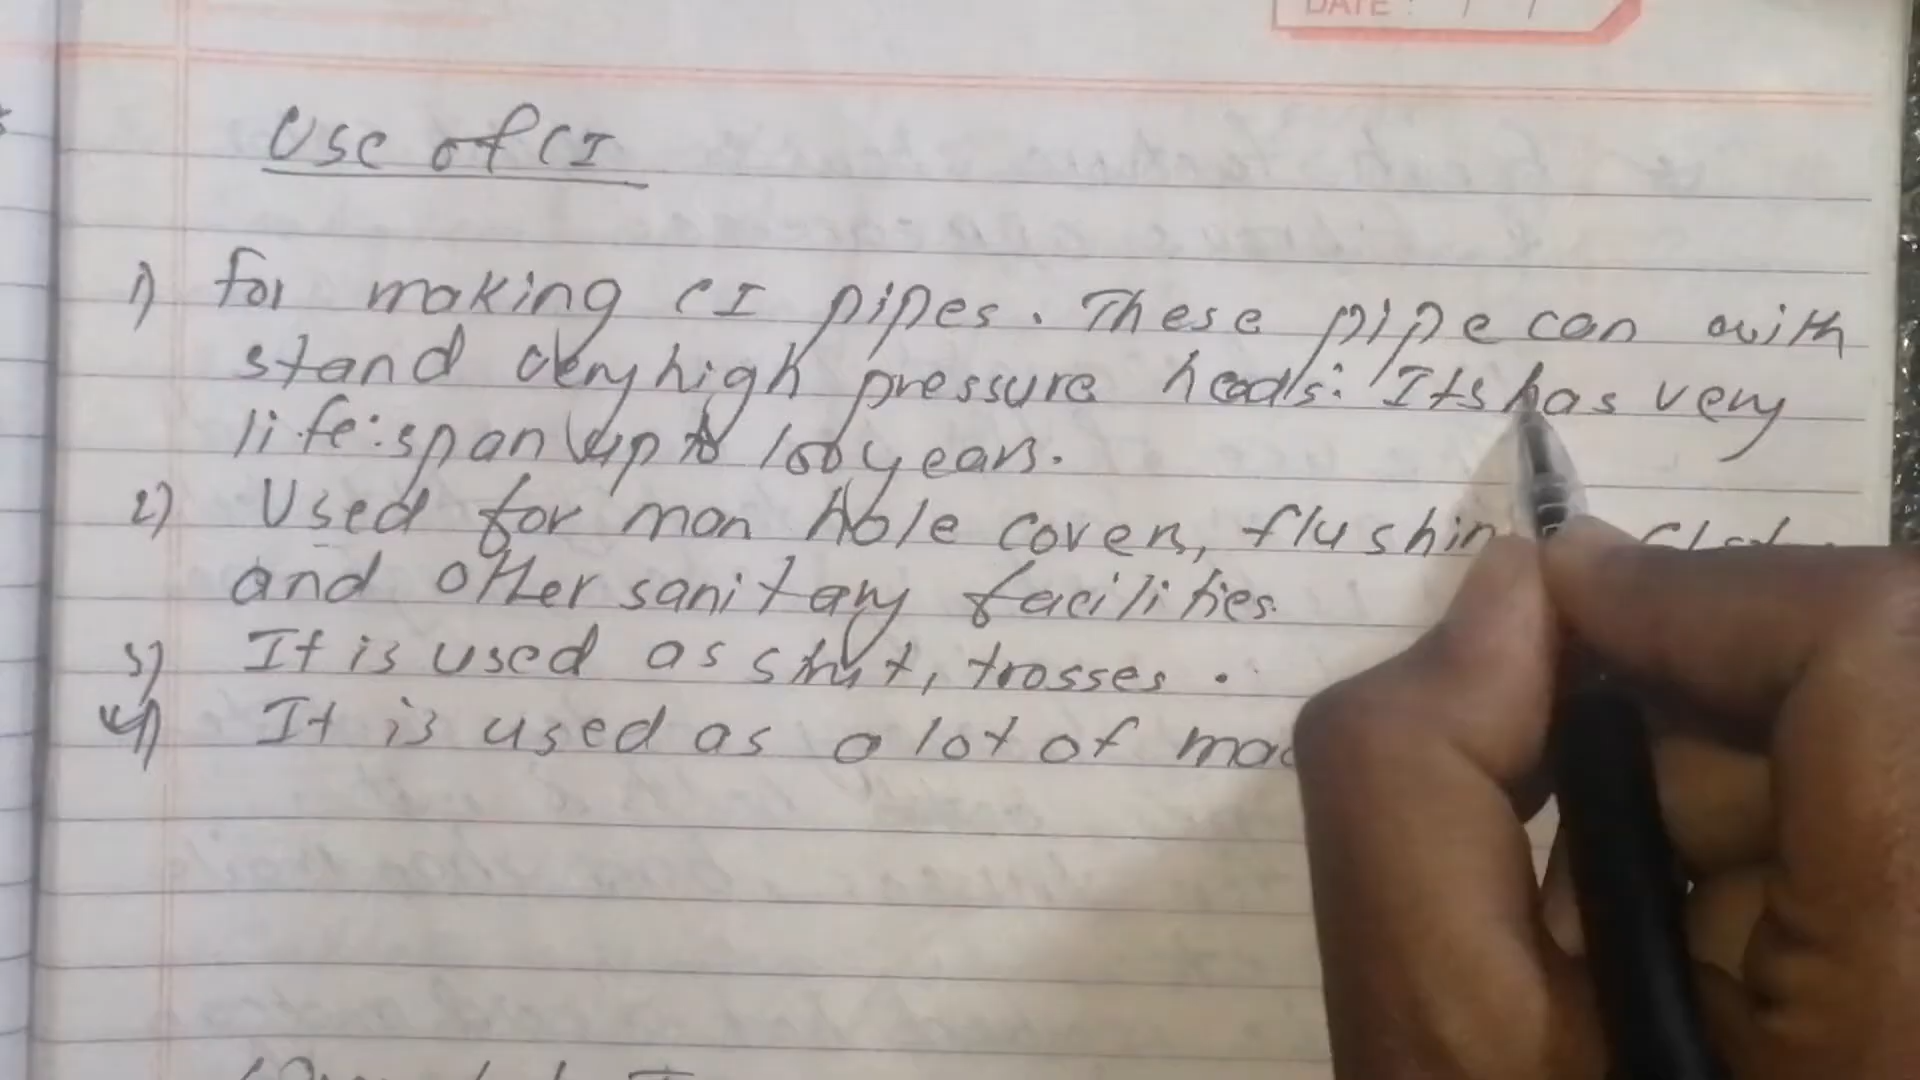 DATE : / /
Use of CI
1) for making CI pipes. These pipe can with
stand very high pressure heads: Its has very
life:span up to 100 years.
2) Used for man hole covers, flushin
and other sanitary facilities.
3) It is used as strut, trosses.
4) It is used as a lot of